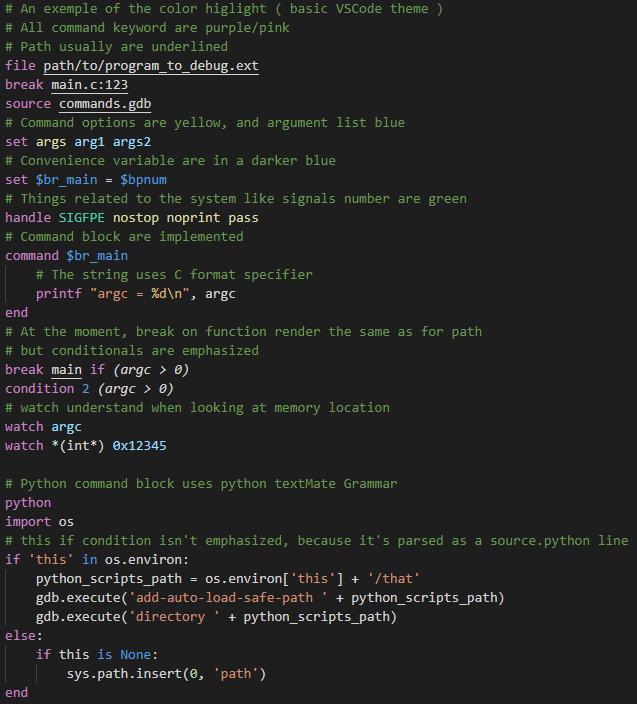 # An exemple of the color higlight ( basic VSCode theme )
# All command keyword are purple/pink
# Path usually are underlined
file path/to/program_to_debug.ext
break main.c:123
source commands.gdb
# Command options are yellow, and argument list blue
set args arg1 args2
# Convenience variable are in a darker blue
set $br_main = $bpnum
# Things related to the system like signals number are green
handle SIGFPE nostop noprint pass
# Command block are implemented
command $br_main
    # The string uses C format specifier
    printf "argc = %d\n", argc
end
# At the moment, break on function render the same as for path
# but conditionals are emphasized
break main if (argc > 0)
condition 2 (argc > 0)
# watch understand when looking at memory location
watch argc
watch *(int*) 0x12345

# Python command block uses python textMate Grammar
python
import os
# this if condition isn't emphasized, because it's parsed as a source.python line
if 'this' in os.environ:
    python_scripts_path = os.environ['this'] + '/that'
    gdb.execute('add-auto-load-safe-path ' + python_scripts_path)
    gdb.execute('directory ' + python_scripts_path)
else:
    if this is None:
        sys.path.insert(0, 'path')
end